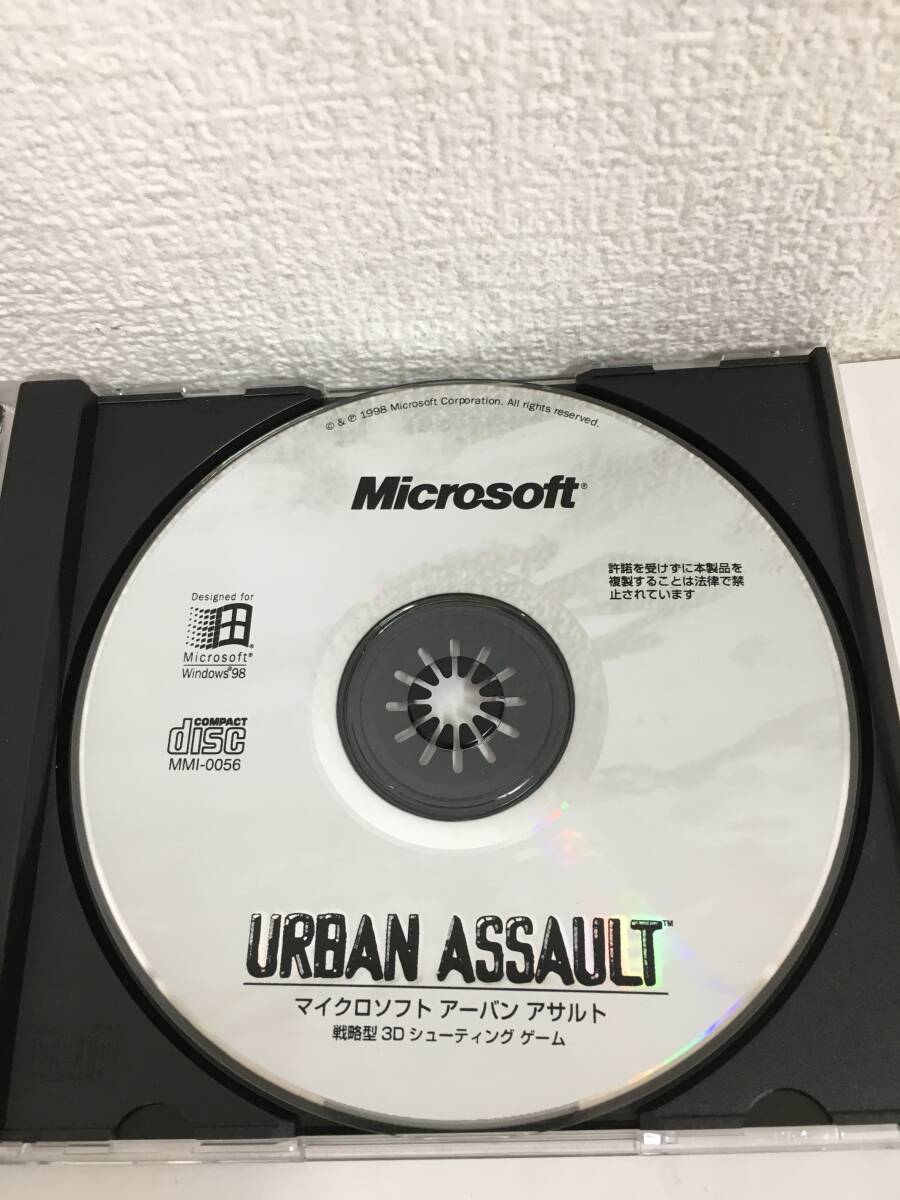 © & ℗ 1998 Microsoft Corporation. All rights reserved.
Microsoft®
許諾を受けずに本製品を
複製することは法律で禁
止されています
Designed for
Microsoft®
Windows®98
COMPACT
disc
MMI-0056
URBAN ASSAULT™
マイクロソフト アーバン アサルト
戦略型 3D シューティング ゲーム